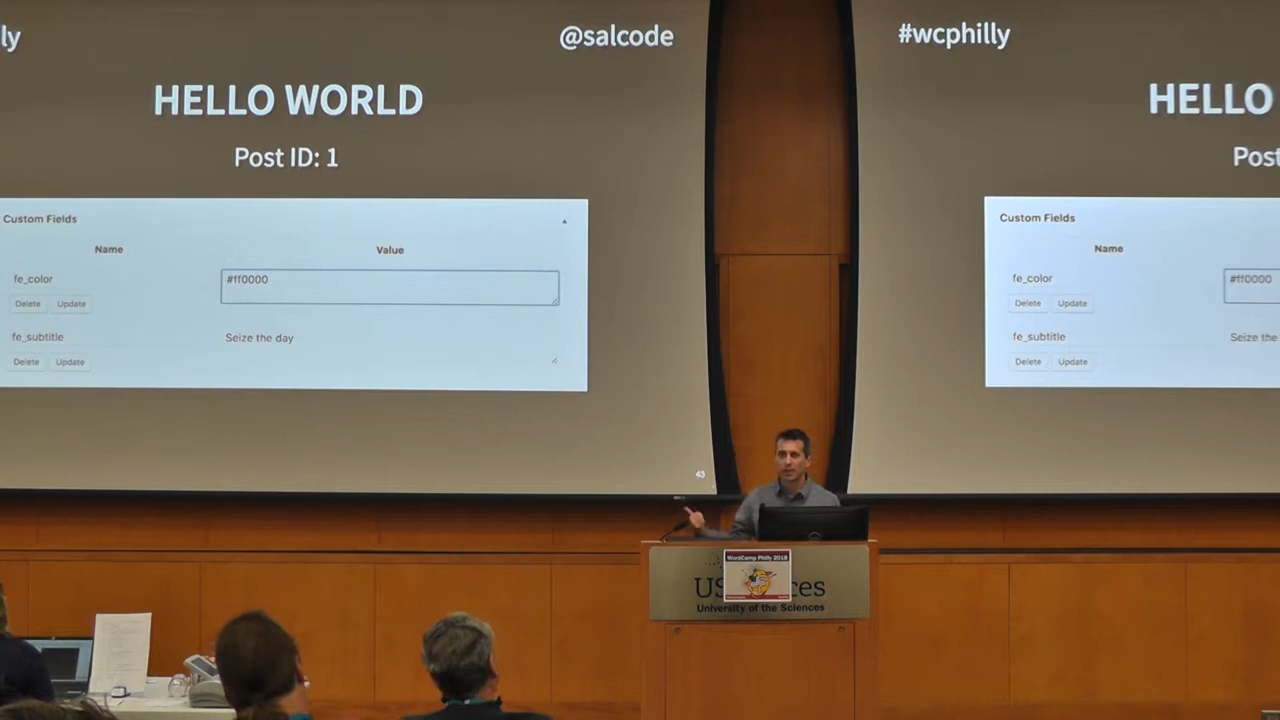 ly
@salcode
HELLO WORLD
Post ID: 1
Custom Fields
Name
Value
fe_color
#ff0000
Delete
Update
fe_subtitle
Seize the day
Delete
Update
43
#wcphilly
HELLO
Post
Custom Fields
Name
fe_color
#ff0000
Delete
Update
fe_subtitle
Seize the
Delete
Update
WordCamp Philly 2018
US
ces
University of the Sciences